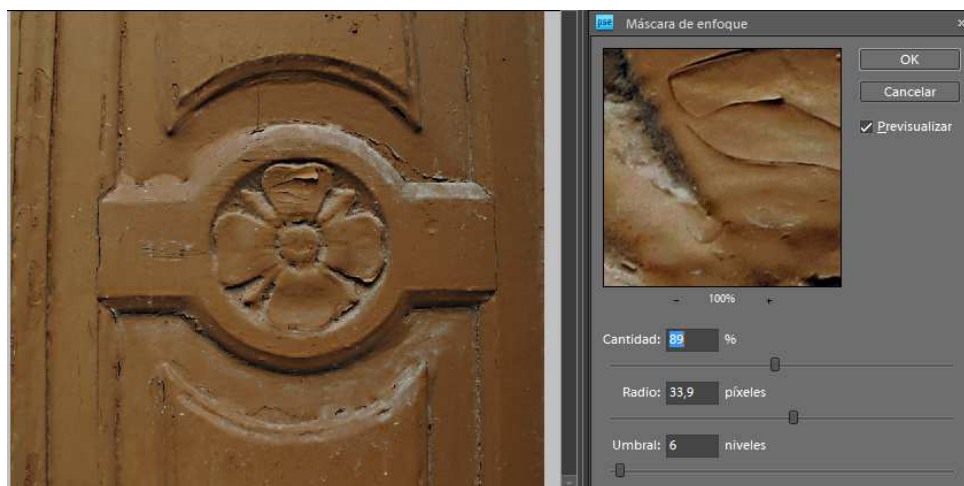 pse Máscara de enfoque x
OK
Cancelar
Previsualizar
- 100% +
Cantidad: 89 %
Radio: 33,9 píxeles
Umbral: 6 niveles